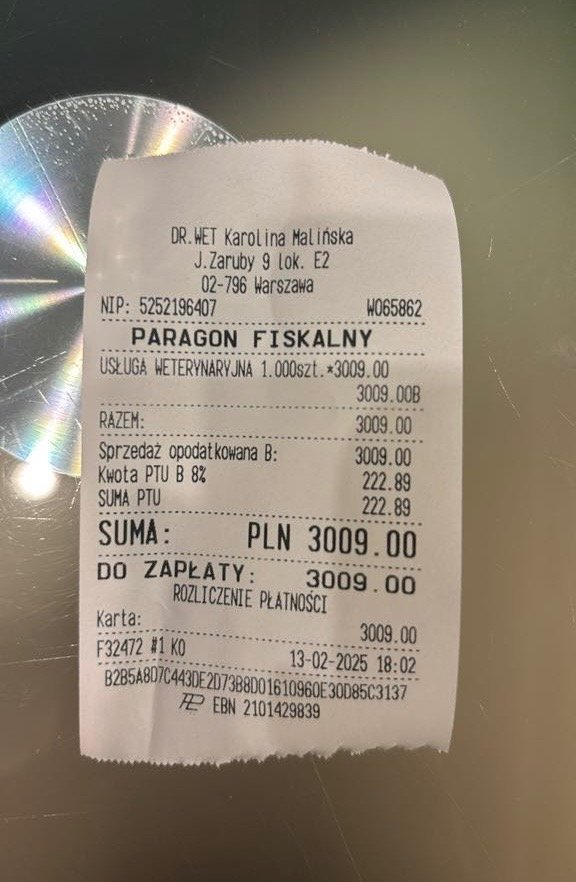 DR.WET Karolina Malińska
J.Zaruby 9 lok. E2
02-796 Warszawa
NIP: 5252196407 W065862
PARAGON FISKALNY
USŁUGA WETERYNARYJNA 1.000szt.*3009.00
3009.00B
RAZEM: 3009.00
Sprzedaż opodatkowana B: 3009.00
Kwota PTU B 8% 222.89
SUMA PTU 222.89
SUMA: PLN 3009.00
DO ZAPŁATY: 3009.00
ROZLICZENIE PŁATNOŚCI
Karta: 3009.00
F32472 #1 KO 13-02-2025 18:02
B2B5A8D7C443DE2D73B8D01610960E30D85C3137
EBN 2101429839